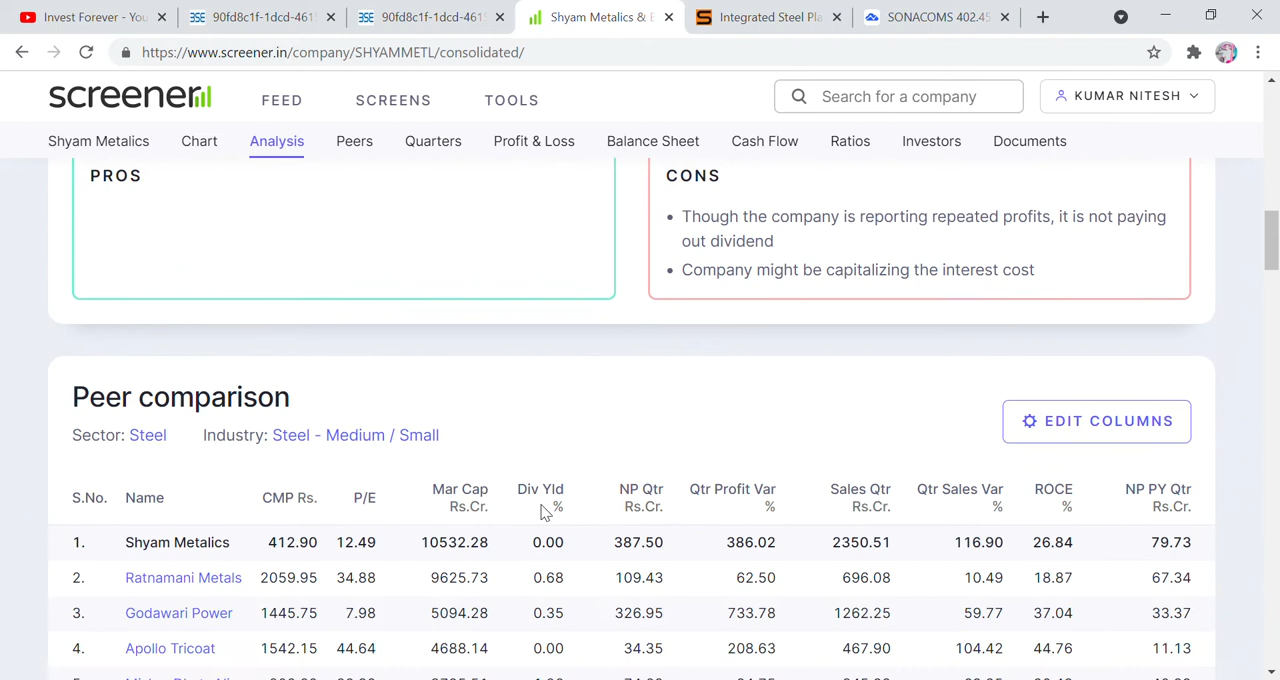 Invest Forever - You
90fd8c1f-1dcd-4615
90fd8c1f-1dcd-4615
Shyam Metalics & E
Integrated Steel Pla
SONACOMS 402.45
https://www.screener.in/company/SHYAMMETL/consolidated/
screener
FEED
SCREENS
TOOLS
Search for a company
KUMAR NITESH
Shyam Metalics
Chart
Analysis
Peers
Quarters
Profit & Loss
Balance Sheet
Cash Flow
Ratios
Investors
Documents
PROS
CONS
• Though the company is reporting repeated profits, it is not paying
out dividend
• Company might be capitalizing the interest cost
Peer comparison
Sector: Steel Industry: Steel - Medium / Small
EDIT COLUMNS
S.No. Name CMP Rs. P/E Mar Cap Rs.Cr. Div Yld % NP Qtr Rs.Cr. Qtr Profit Var % Sales Qtr Rs.Cr. Qtr Sales Var % ROCE % NP PY Qtr Rs.Cr.
1. Shyam Metalics 412.90 12.49 10532.28 0.00 387.50 386.02 2350.51 116.90 26.84 79.73
2. Ratnamani Metals 2059.95 34.88 9625.73 0.68 109.43 62.50 696.08 10.49 18.87 67.34
3. Godawari Power 1445.75 7.98 5094.28 0.35 326.95 733.78 1262.25 59.77 37.04 33.37
4. Apollo Tricoat 1542.15 44.64 4688.14 0.00 34.35 208.63 467.90 104.42 44.76 11.13